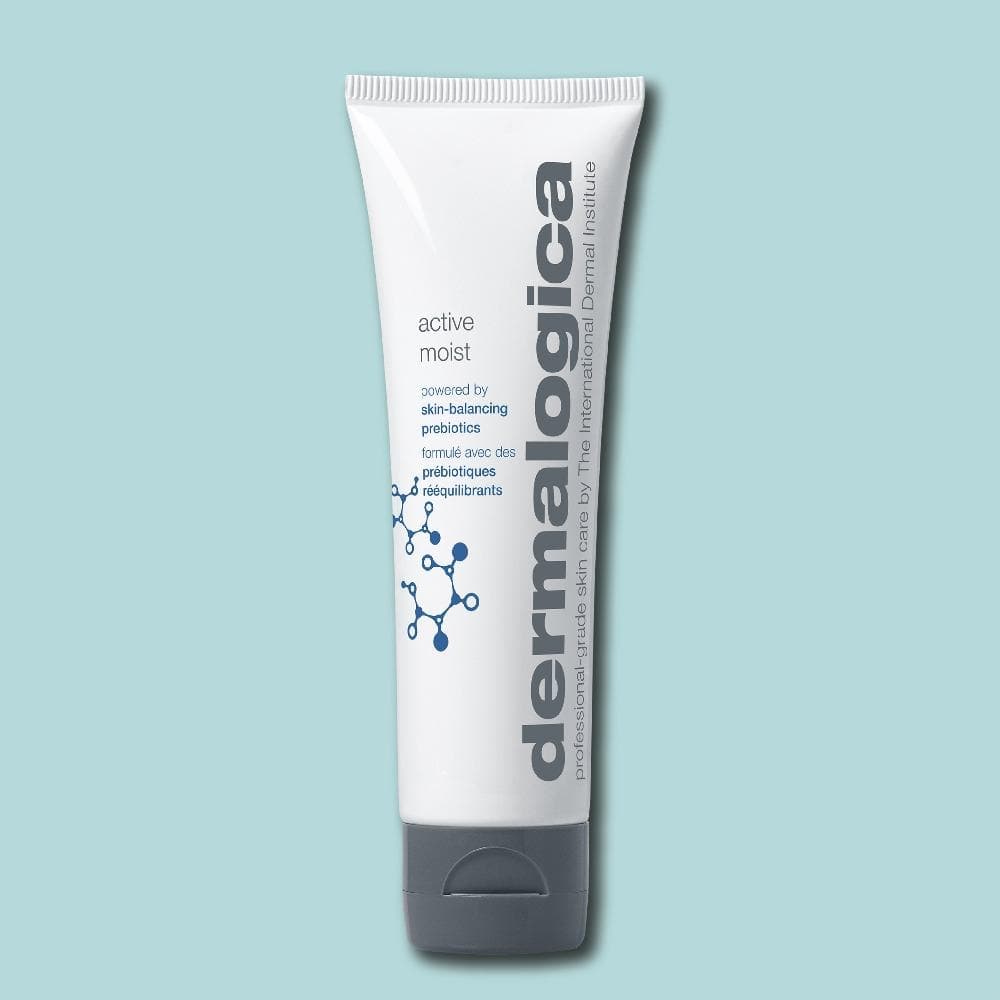 active
moist
powered by
skin-balancing
prebiotics
formulé avec des
prébiotiques
rééquilibrants
dermalogica
professional-grade skin care by The International Dermal Institute